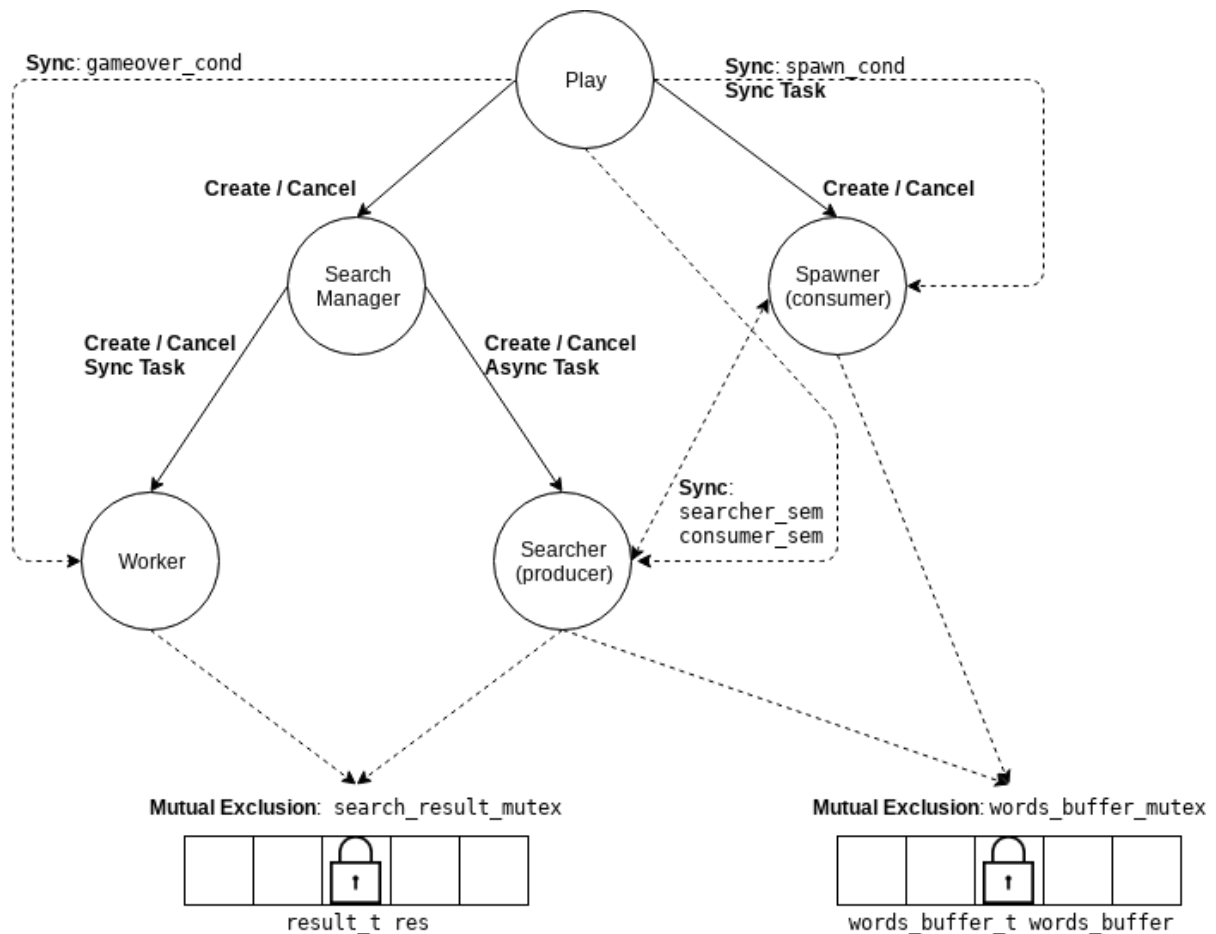 Play
Sync: gameover_cond
Sync: spawn_cond
Sync Task
Create / Cancel
Create / Cancel
Search
Manager
Spawner
(consumer)
Create / Cancel
Sync Task
Create / Cancel
Async Task
Sync:
searcher_sem
consumer_sem
Worker
Searcher
(producer)
Mutual Exclusion: search_result_mutex
Mutual Exclusion: words_buffer_mutex
result_t res
words_buffer_t words_buffer